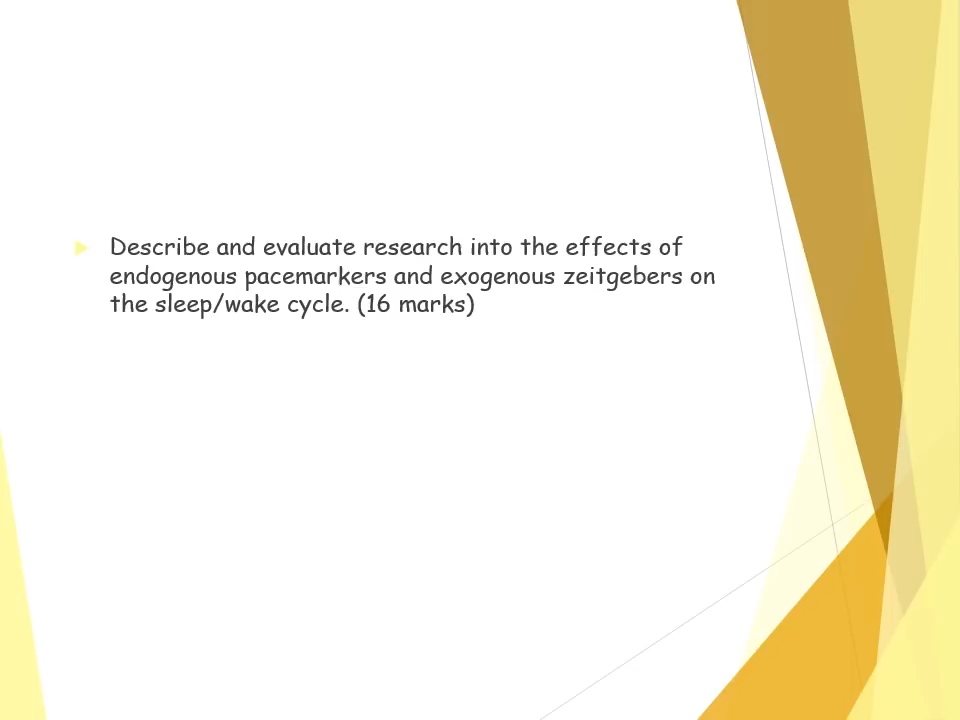 Describe and evaluate research into the effects of
endogenous pacemarkers and exogenous zeitgebers on
the sleep/wake cycle. (16 marks)